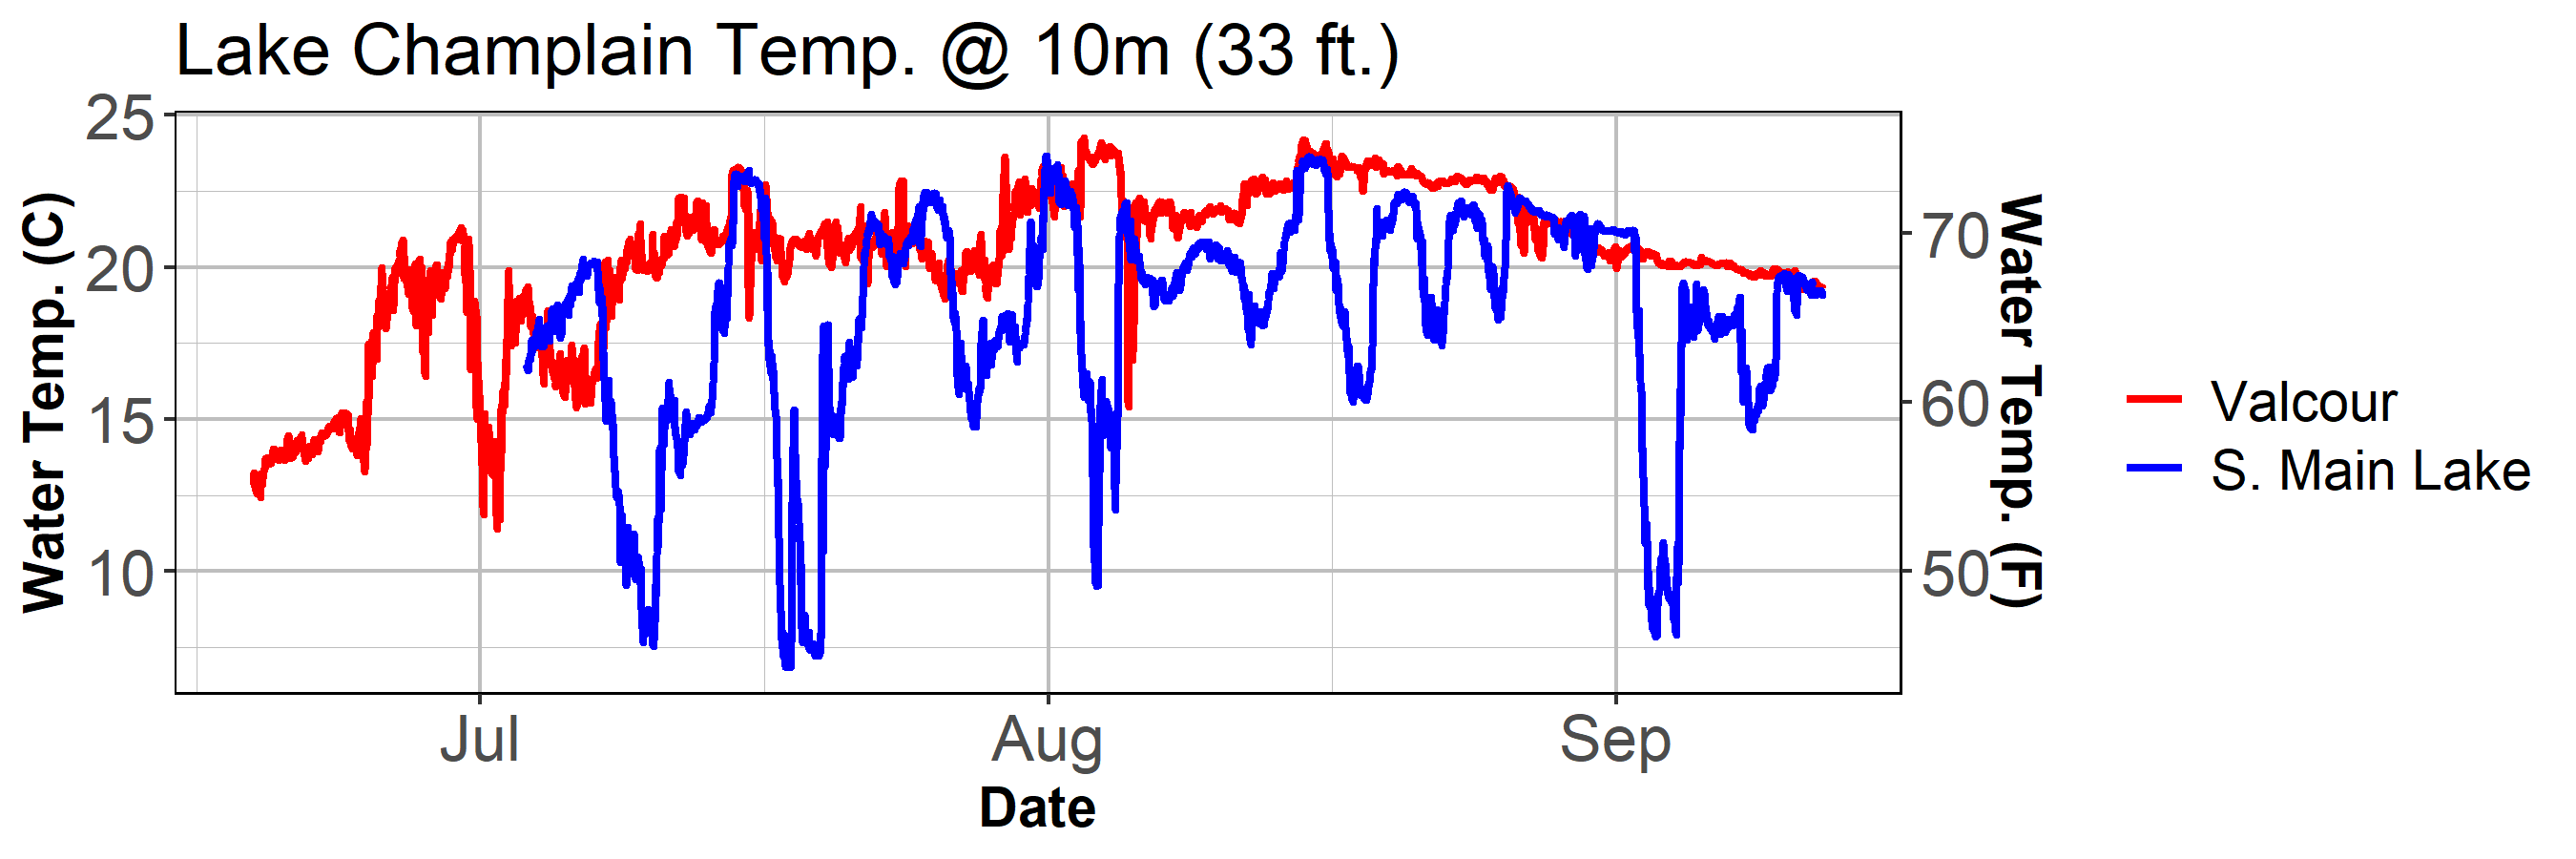 Lake Champlain Temp. @ 10m (33 ft.)
Water Temp. (C)
25
20
15
10
70
60
50
Water Temp. (F)
Jul Aug Sep
Date
Valcour
S. Main Lake